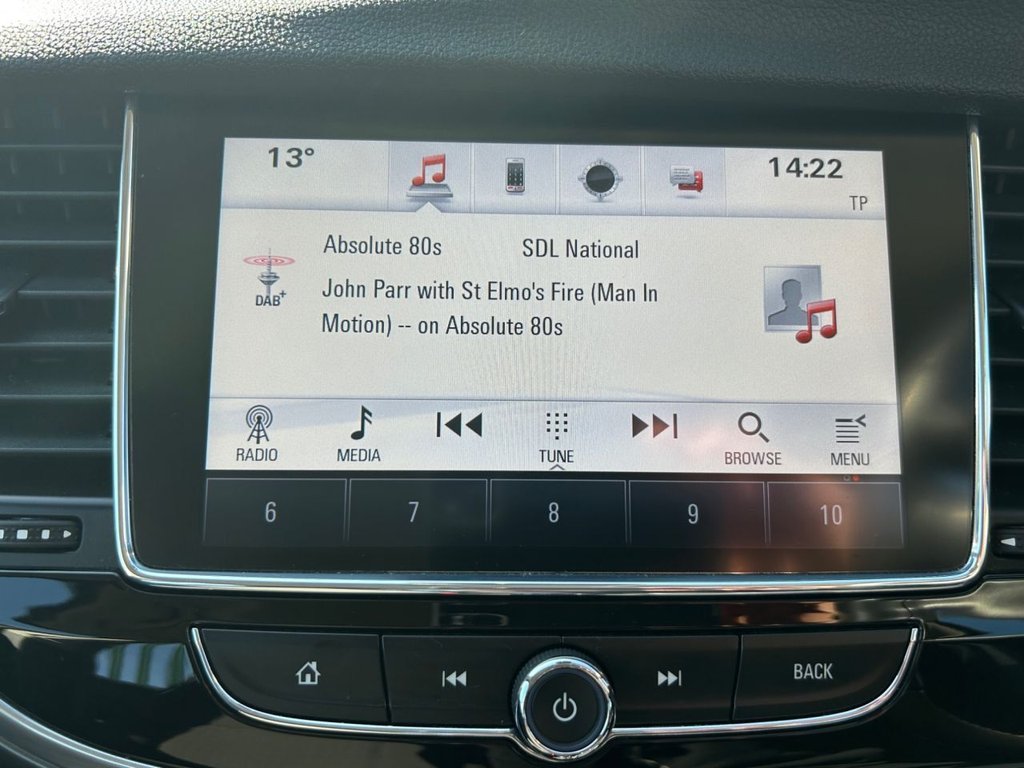 13°
14:22
TP
Absolute 80s SDL National
DAB+
John Parr with St Elmo's Fire (Man In
Motion) -- on Absolute 80s
RADIO MEDIA TUNE BROWSE MENU
6 7 8 9 10
BACK